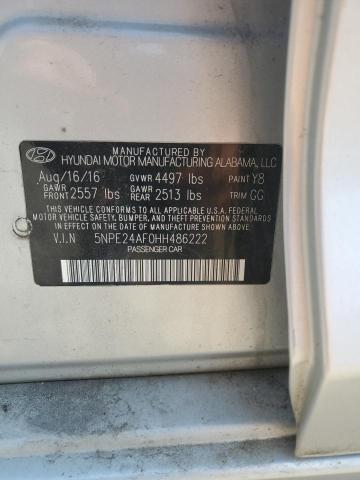 MANUFACTURED BY
HYUNDAI MOTOR MANUFACTURING ALABAMA, LLC
Aug/16/16 GVWR 4497 lbs PAINT Y8
GAWR FRONT 2557 lbs GAWR REAR 2513 lbs TRIM GG
THIS VEHICLE CONFORMS TO ALL APPLICABLE U.S.A. FEDERAL
MOTOR VEHICLE SAFETY, BUMPER, AND THEFT PREVENTION STANDARDS
IN EFFECT ON THE DATE OF MANUFACTURE SHOWN ABOVE.
V.I.N 5NPE24AF0HH486222
PASSENGER CAR